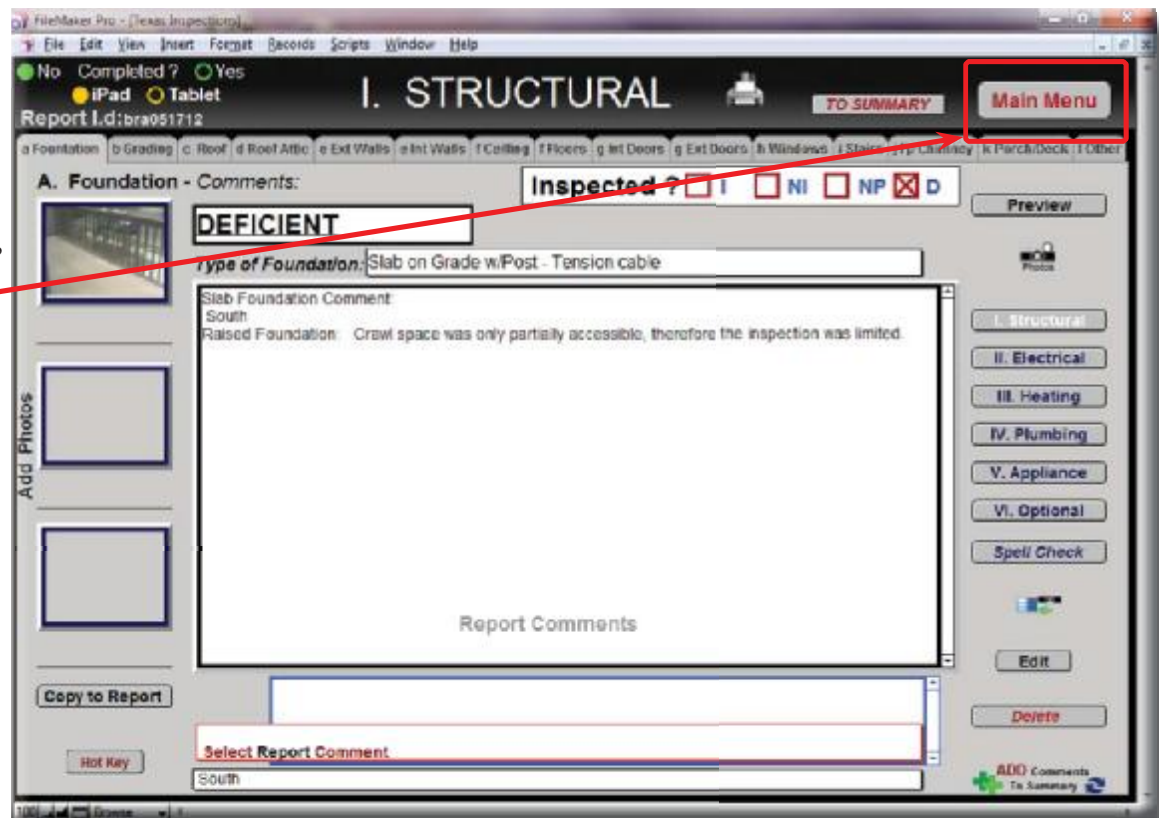 FileMaker Pro - [Texas Inspections]
File Edit View Insert Format Records Scripts Window Help
No Completed ? Yes
iPad Tablet
I. STRUCTURAL
TO SUMMARY
Main Menu
Report I.d:bra051712
a Fountation b Grading c Roof d Roof Attic e Ext Walls e Int Walls f Ceiling f Floors g Int Doors g Ext Doors h Windows i Stairs Chimney k Porch/Deck l Other
A. Foundation - Comments:
Inspected ? I NI NP D
Preview
DEFICIENT
Photos
Type of Foundation: Slab on Grade w/Post - Tension cable
Slab Foundation Comment:
South
Raised Foundation: Crawl space was only partially accessible, therefore the inspection was limited.
I. Structural
II. Electrical
III. Heating
IV. Plumbing
V. Appliance
VI. Optional
Spell Check
Add Photos
Report Comments
Edit
Copy to Report
Delete
Select Report Comment
Hot Key
South
ADD Comments
To Summary
100 Browse